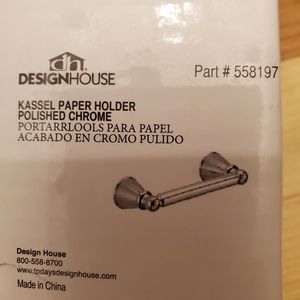 dh
DESIGNHOUSE
Part # 558197
KASSEL PAPER HOLDER
POLISHED CHROME
PORTARRLOOLS PARA PAPEL
ACABADO EN CROMO PULIDO
Design House
800-558-8700
www.todaysdesignhouse.com
Made in China